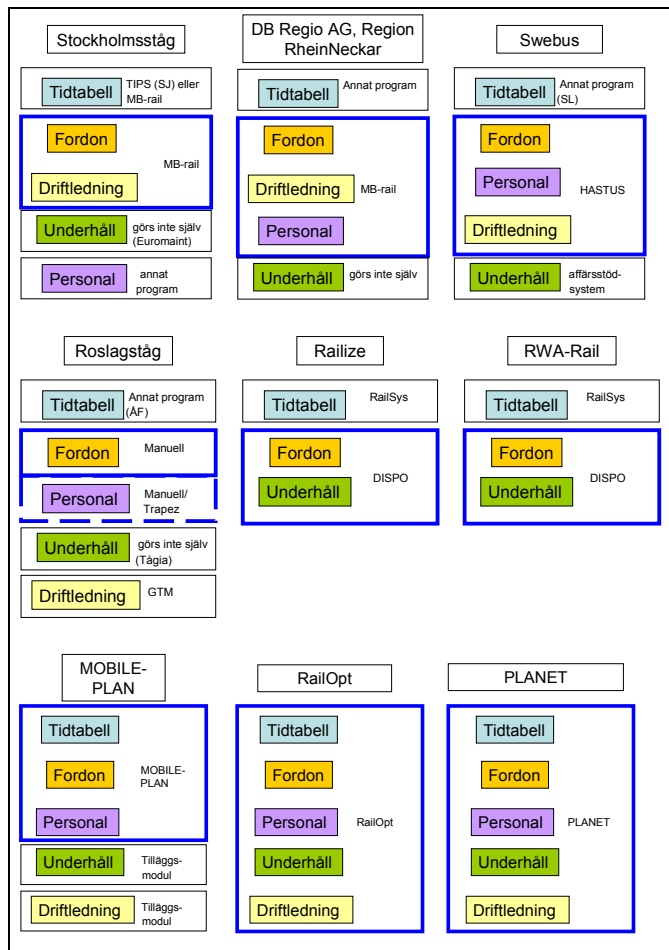 Stockholmsståg
Tidtabell
TIPS (SJ) eller
MB-rail
Fordon
MB-rail
Driftledning
Underhåll
görs inte själv
(Euromaint)
Personal
annat
program
DB Regio AG, Region
RheinNeckar
Tidtabell
Annat program
Fordon
Driftledning
MB-rail
Personal
Underhåll
görs inte själv
Swebus
Tidtabell
Annat program
(SL)
Fordon
Personal
HASTUS
Driftledning
Underhåll
affärsstöd-
system
Roslagståg
Tidtabell
Annat program
(ÅF)
Fordon
Manuell
Personal
Manuell/
Trapez
Underhåll
görs inte själv
(Tågia)
Driftledning
GTM
Railize
Tidtabell
RailSys
Fordon
DISPO
Underhåll
RWA-Rail
Tidtabell
RailSys
Fordon
DISPO
Underhåll
MOBILE-
PLAN
Tidtabell
Fordon
MOBILE-
PLAN
Personal
Underhåll
Tilläggs-
modul
Driftledning
Tilläggs-
modul
RailOpt
Tidtabell
Fordon
Personal
RailOpt
Underhåll
Driftledning
PLANET
Tidtabell
Fordon
Personal
PLANET
Underhåll
Driftledning